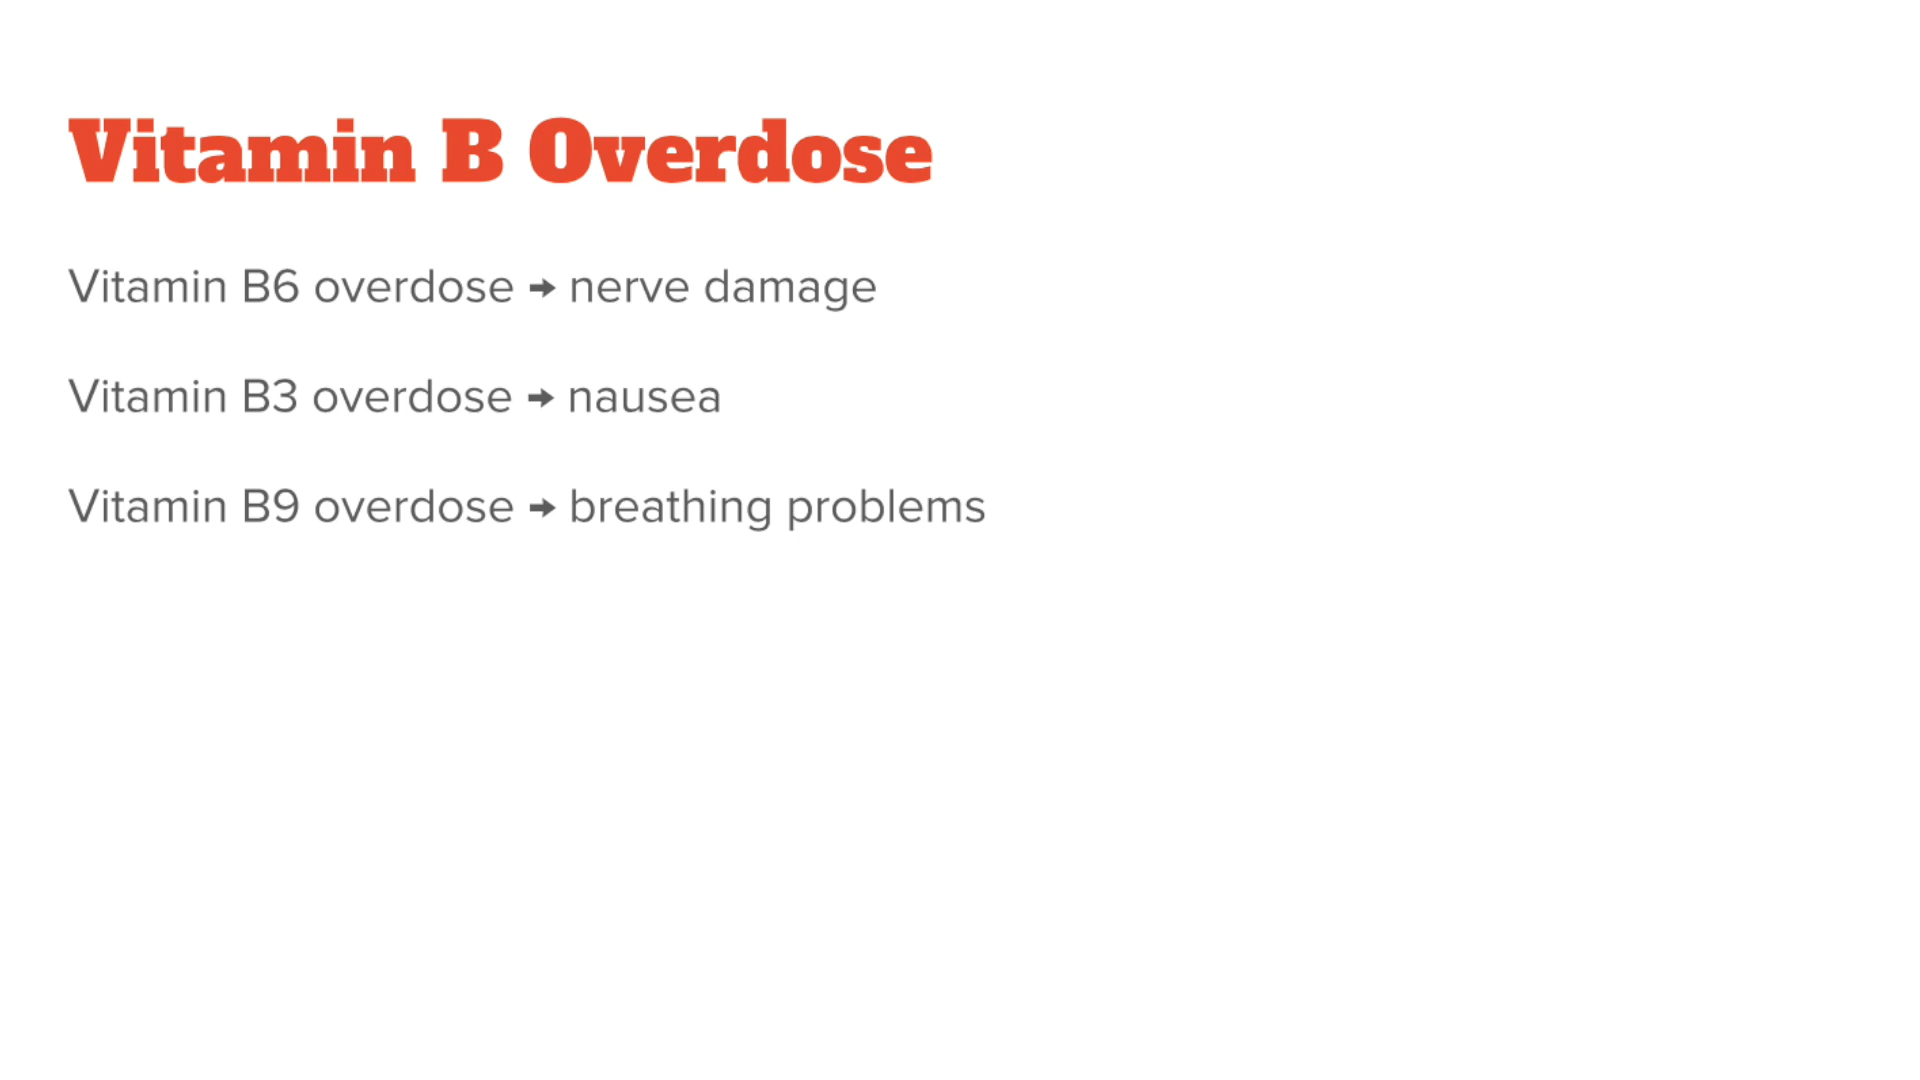 Vitamin B Overdose
Vitamin B6 overdose → nerve damage
Vitamin B3 overdose → nausea
Vitamin B9 overdose → breathing problems